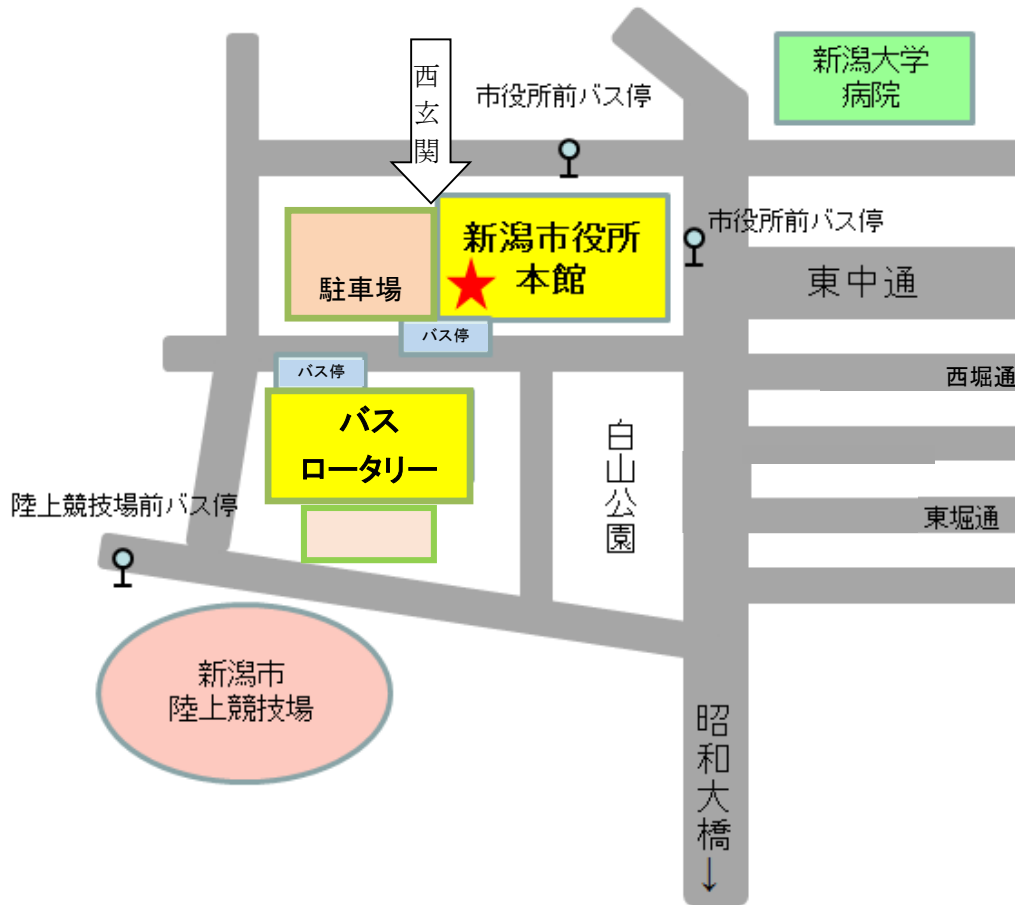 西玄関
市役所前バス停
新潟大学
病院
市役所前バス停
新潟市役所
本館
駐車場
東中通
バス停
バス停
西堀通
バス
ロータリー
白山公園
陸上競技場前バス停
東堀通
新潟市
陸上競技場
昭和大橋↓